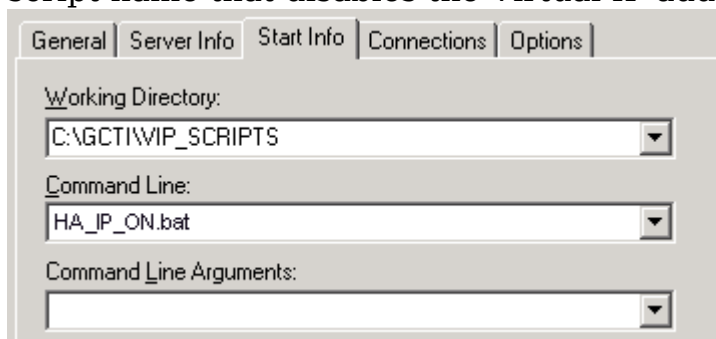 General Server Info Start Info Connections Options
Working Directory:
C:\GCTI\VIP_SCRIPTS
Command Line:
HA_IP_ON.bat
Command Line Arguments: